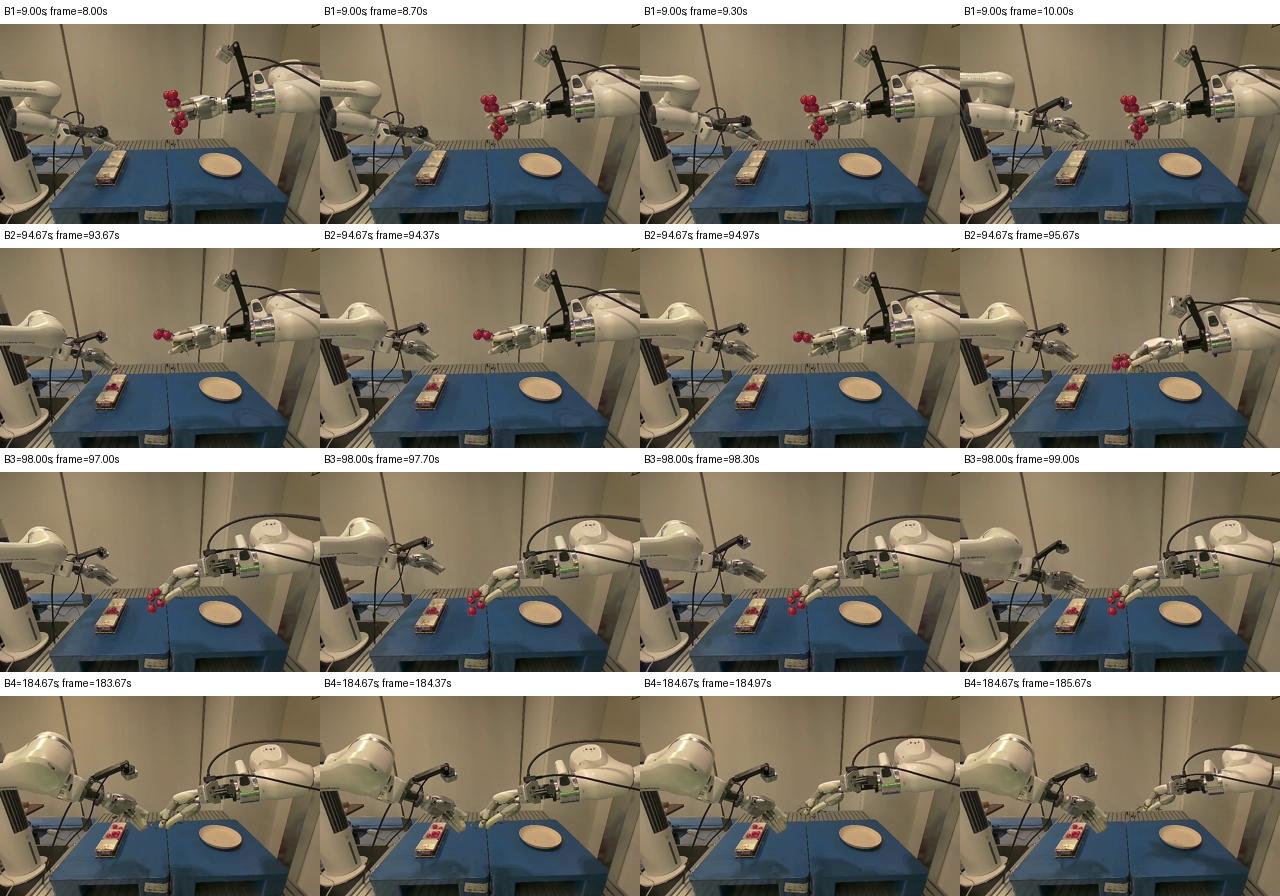 B1=9.00s; frame=8.00s
B1=9.00s; frame=8.70s
B1=9.00s; frame=9.30s
B1=9.00s; frame=10.00s
B2=94.67s; frame=93.67s
B2=94.67s; frame=94.37s
B2=94.67s; frame=94.97s
B2=94.67s; frame=95.67s
B3=98.00s; frame=97.00s
B3=98.00s; frame=97.70s
B3=98.00s; frame=98.30s
B3=98.00s; frame=99.00s
B4=184.67s; frame=183.67s
B4=184.67s; frame=184.37s
B4=184.67s; frame=184.97s
B4=184.67s; frame=185.67s